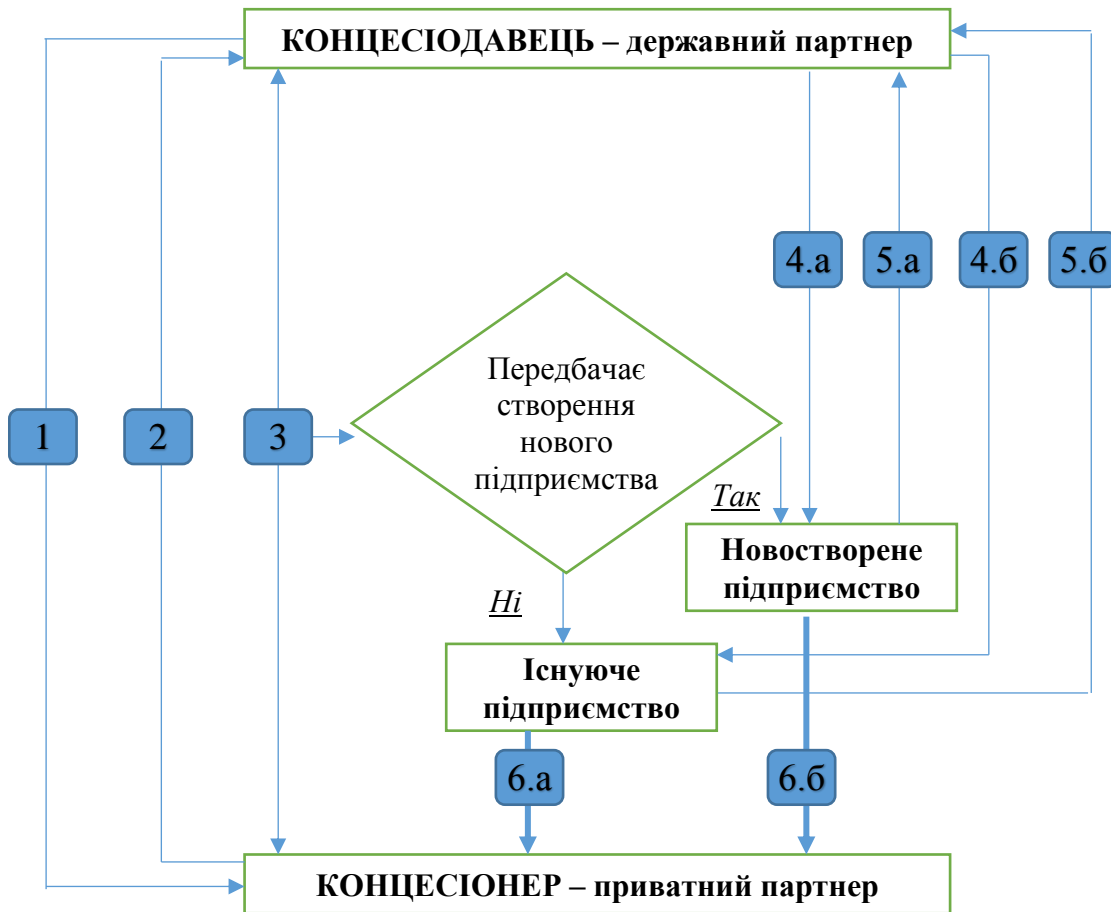 КОНЦЕСІОДАВЕЦЬ – державний партнер
4.а
5.а
4.б
5.б
Передбачає
створення
нового
підприємства
1
2
3
Так
Новостворене
підприємство
Ні
Існуюче
підприємство
6.а
6.б
КОНЦЕСІОНЕР – приватний партнер